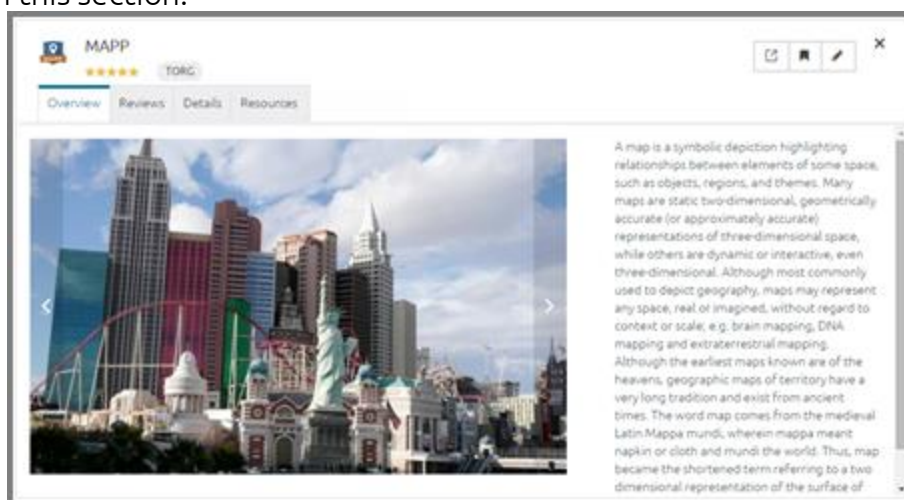 this section.
MAPP
TORG
Overview Reviews Details Resources
A map is a symbolic depiction highlighting
relationships between elements of some space,
such as objects, regions, and themes. Many
maps are static two-dimensional, geometrically
accurate (or approximately accurate)
representations of three-dimensional space,
while others are dynamic or interactive, even
three-dimensional. Although most commonly
used to depict geography, maps may represent
any space, real or imagined, without regard to
context or scale; e.g. brain mapping, DNA
mapping and extraterrestrial mapping.
Although the earliest maps known are of the
heavens, geographic maps of territory have a
very long tradition and exist from ancient
times. The word map comes from the medieval
Latin Mappa mundi, wherein mappa meant
napkin or cloth and mundi the world. Thus, map
became the shortened term referring to a two
dimensional representation of the surface of